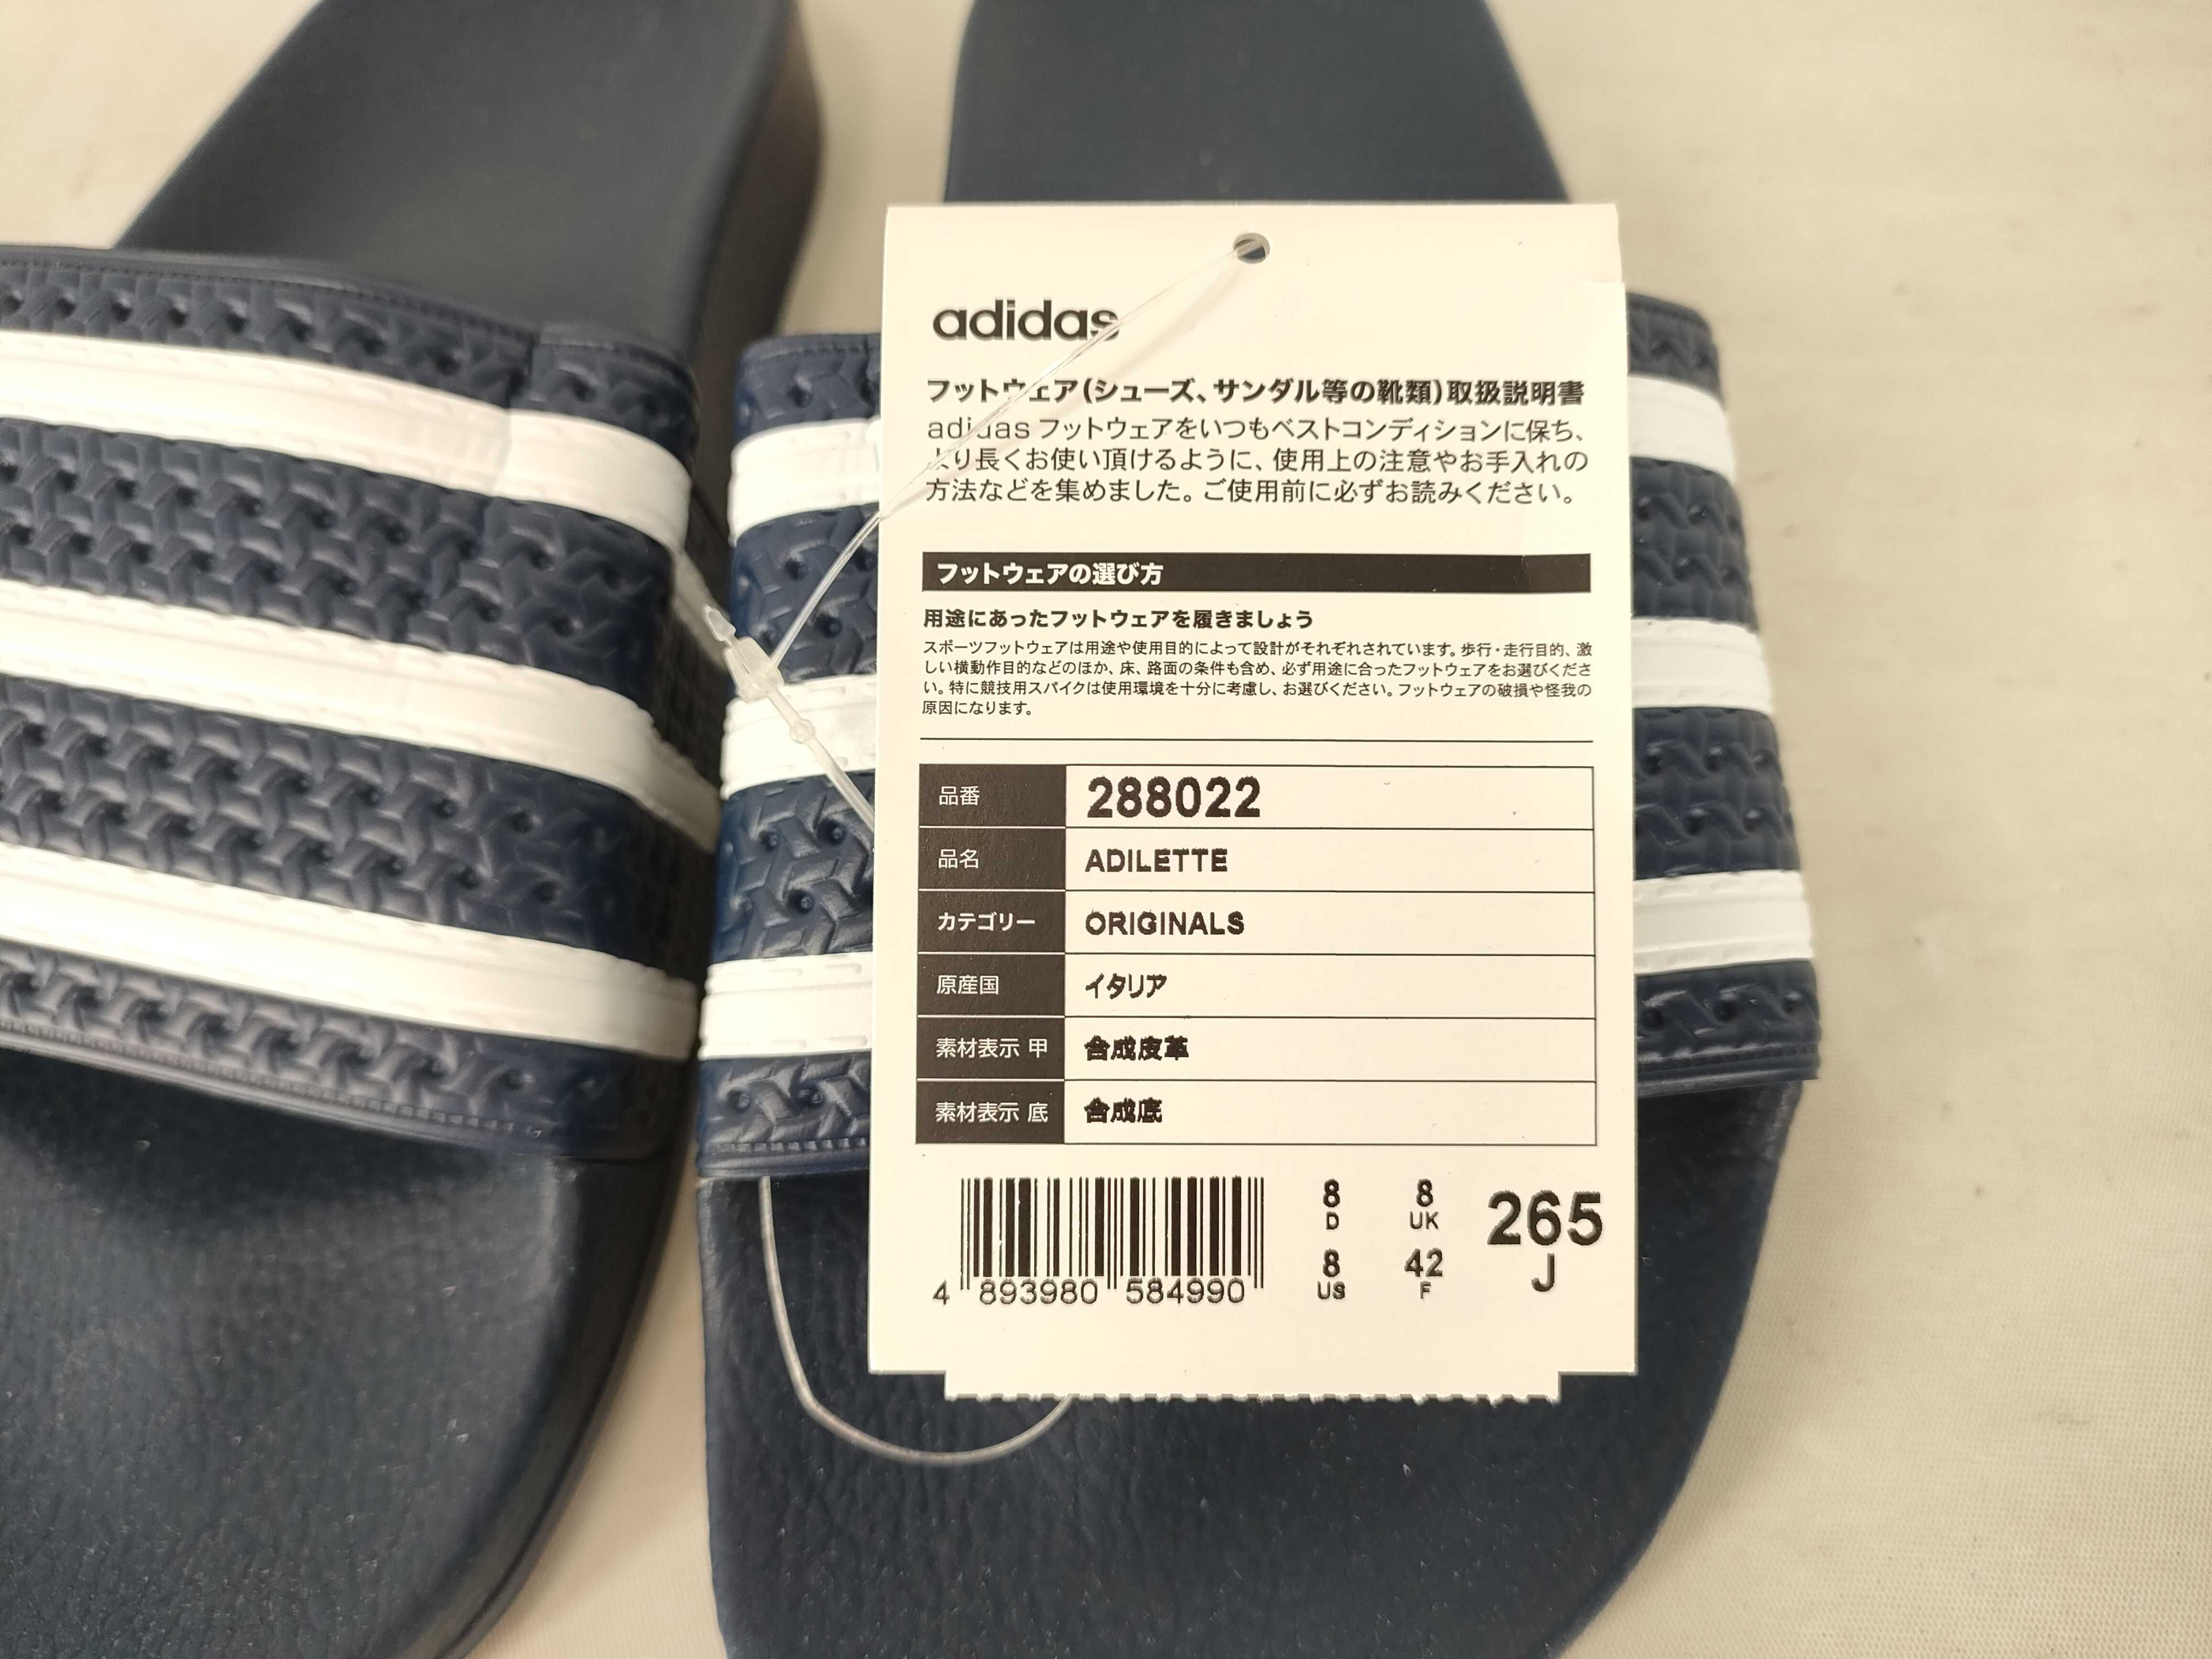 adidas
フットウェア(シューズ、サンダル等の靴類)取扱説明書
adidas フットウェアをいつもベストコンディションに保ち、
より長くお使い頂けるように、使用上の注意やお手入れの
方法などを集めました。ご使用前に必ずお読みください。
フットウェアの選び方
用途にあったフットウェアを履きましょう
スポーツフットウェアは用途や使用目的によって設計がそれぞれされています。歩行・走行目的、激
しい横動作目的などのほか、床、路面の条件も含め、必ず用途に合ったフットウェアをお選びくださ
い。特に競技用スパイクは使用環境を十分に考慮し、お選びください。フットウェアの破損や怪我の
原因になります。
品番 288022
品名 ADILETTE
カテゴリー ORIGINALS
原産国 イタリア
素材表示 甲 合成皮革
素材表示 底 合成底
4 893980 584990
8 D 8 UK
8 US 42 F
265 J